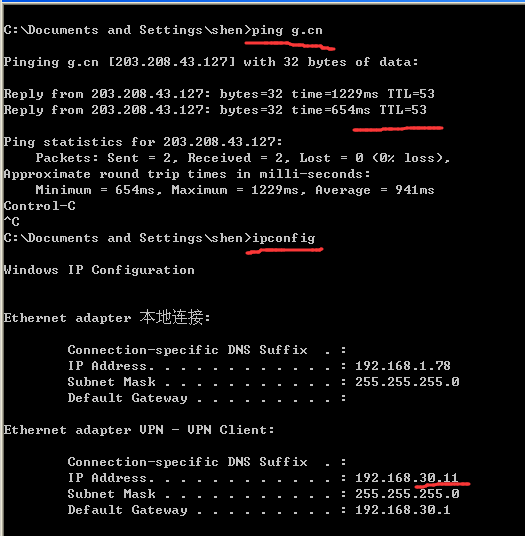 C:\Documents and Settings\shen>ping g.cn
Pinging g.cn [203.208.43.127] with 32 bytes of data:
Reply from 203.208.43.127: bytes=32 time=1229ms TTL=53
Reply from 203.208.43.127: bytes=32 time=654ms TTL=53
Ping statistics for 203.208.43.127:
    Packets: Sent = 2, Received = 2, Lost = 0 (0% loss),
Approximate round trip times in milli-seconds:
    Minimum = 654ms, Maximum = 1229ms, Average = 941ms
Control-C
^C
C:\Documents and Settings\shen>ipconfig
Windows IP Configuration
Ethernet adapter 本地连接:
        Connection-specific DNS Suffix  . :
        IP Address. . . . . . . . . . . . : 192.168.1.78
        Subnet Mask . . . . . . . . . . . : 255.255.255.0
        Default Gateway . . . . . . . . . :
Ethernet adapter VPN - VPN Client:
        Connection-specific DNS Suffix  . :
        IP Address. . . . . . . . . . . . : 192.168.30.11
        Subnet Mask . . . . . . . . . . . : 255.255.255.0
        Default Gateway . . . . . . . . . : 192.168.30.1